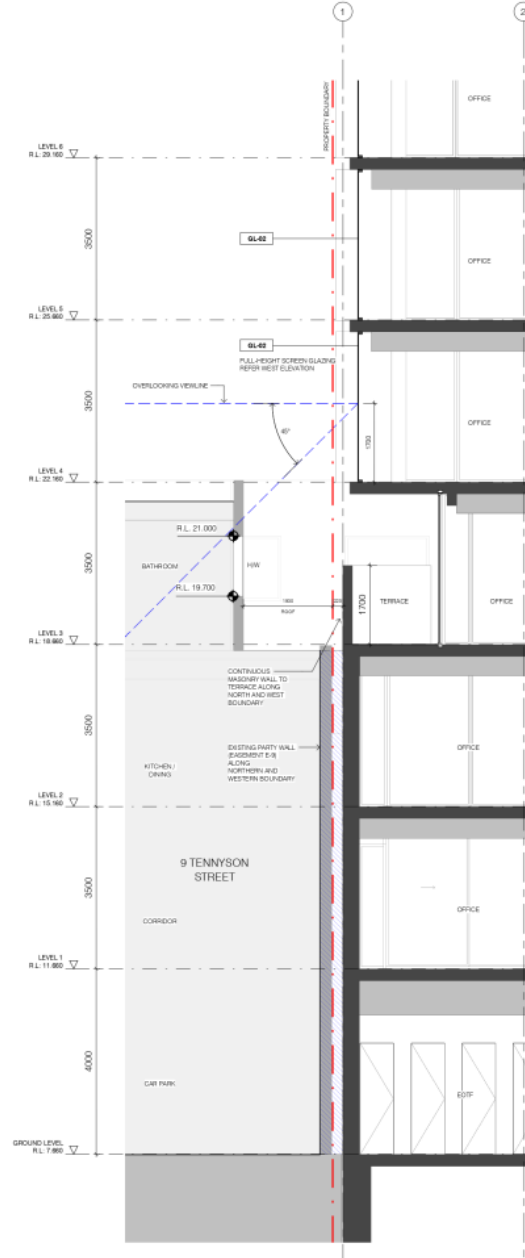 1
2
PROPERTY BOUNDARY
OFFICE
LEVEL 6
R.L: 29.160
3500
GL-02
OFFICE
LEVEL 5
R.L: 25.660
GL-02
FULL-HEIGHT SCREEN GLAZING
REFER WEST ELEVATION
OVERLOOKING VIEWLINE
3500
45°
1700
OFFICE
LEVEL 4
R.L: 22.160
R.L. 21.000
3500
BATHROOM
H/W
R.L. 19.700
1700
TERRACE
OFFICE
ROOF
LEVEL 3
R.L: 18.660
CONTINUOUS
MASONRY WALL TO
TERRACE ALONG
NORTH AND WEST
BOUNDARY
3500
EXISTING PARTY WALL
(EASEMENT E-9)
ALONG
NORTHERN AND
WESTERN BOUNDARY
OFFICE
KITCHEN /
DINING
LEVEL 2
R.L: 15.160
9 TENNYSON
STREET
3500
OFFICE
CORRIDOR
LEVEL 1
R.L: 11.660
4000
CAR PARK
EOTF
GROUND LEVEL
R.L: 7.660